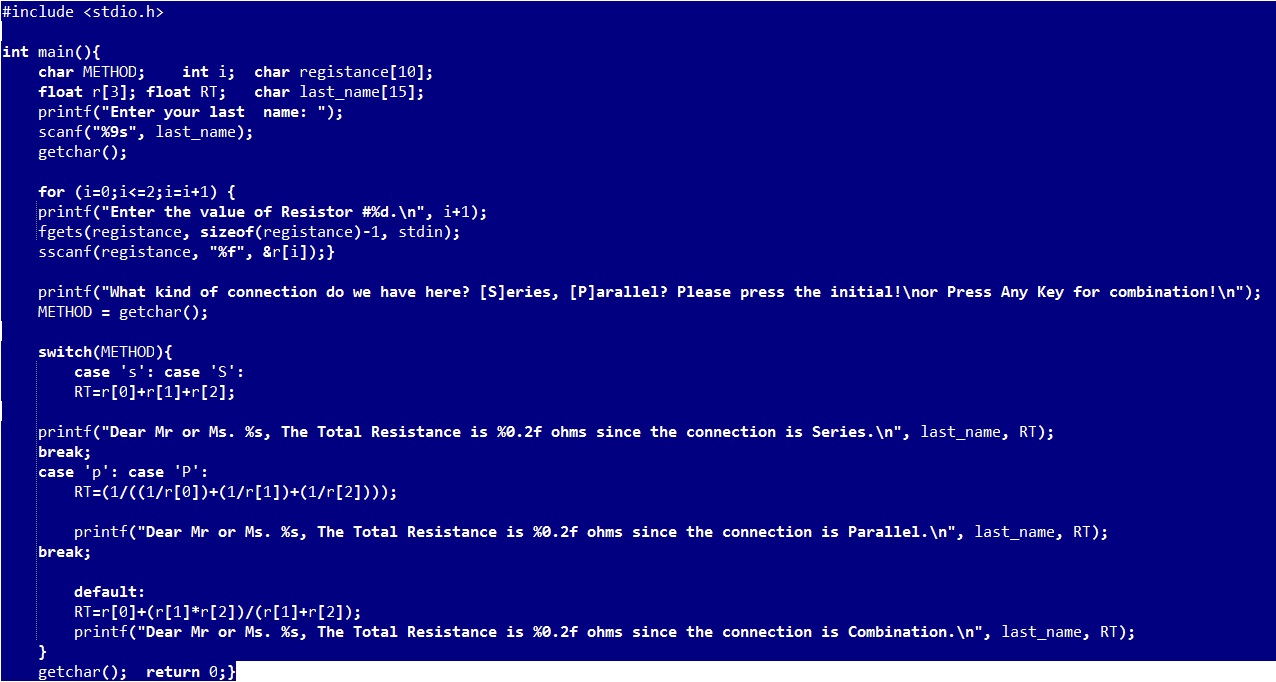 #include <stdio.h>
int main(){
char METHOD; int i; char registance[10];
float r[3]; float RT; char last_name[15];
printf("Enter your last  name: ");
scanf("%9s", last_name);
getchar();
for (i=0;i<=2;i=i+1) {
printf("Enter the value of Resistor #%d.\n", i+1);
fgets(registance, sizeof(registance)-1, stdin);
sscanf(registance, "%f", &r[i]);}
printf("What kind of connection do we have here? [S]eries, [P]arallel? Please press the initial!\nor Press Any Key for combination!\n");
METHOD = getchar();
switch(METHOD){
case 's': case 'S':
RT=r[0]+r[1]+r[2];
printf("Dear Mr or Ms. %s, The Total Resistance is %0.2f ohms since the connection is Series.\n", last_name, RT);
break;
case 'p': case 'P':
RT=(1/((1/r[0])+(1/r[1])+(1/r[2])));
printf("Dear Mr or Ms. %s, The Total Resistance is %0.2f ohms since the connection is Parallel.\n", last_name, RT);
break;
default:
RT=r[0]+(r[1]*r[2])/(r[1]+r[2]);
printf("Dear Mr or Ms. %s, The Total Resistance is %0.2f ohms since the connection is Combination.\n", last_name, RT);
}
getchar(); return 0;}